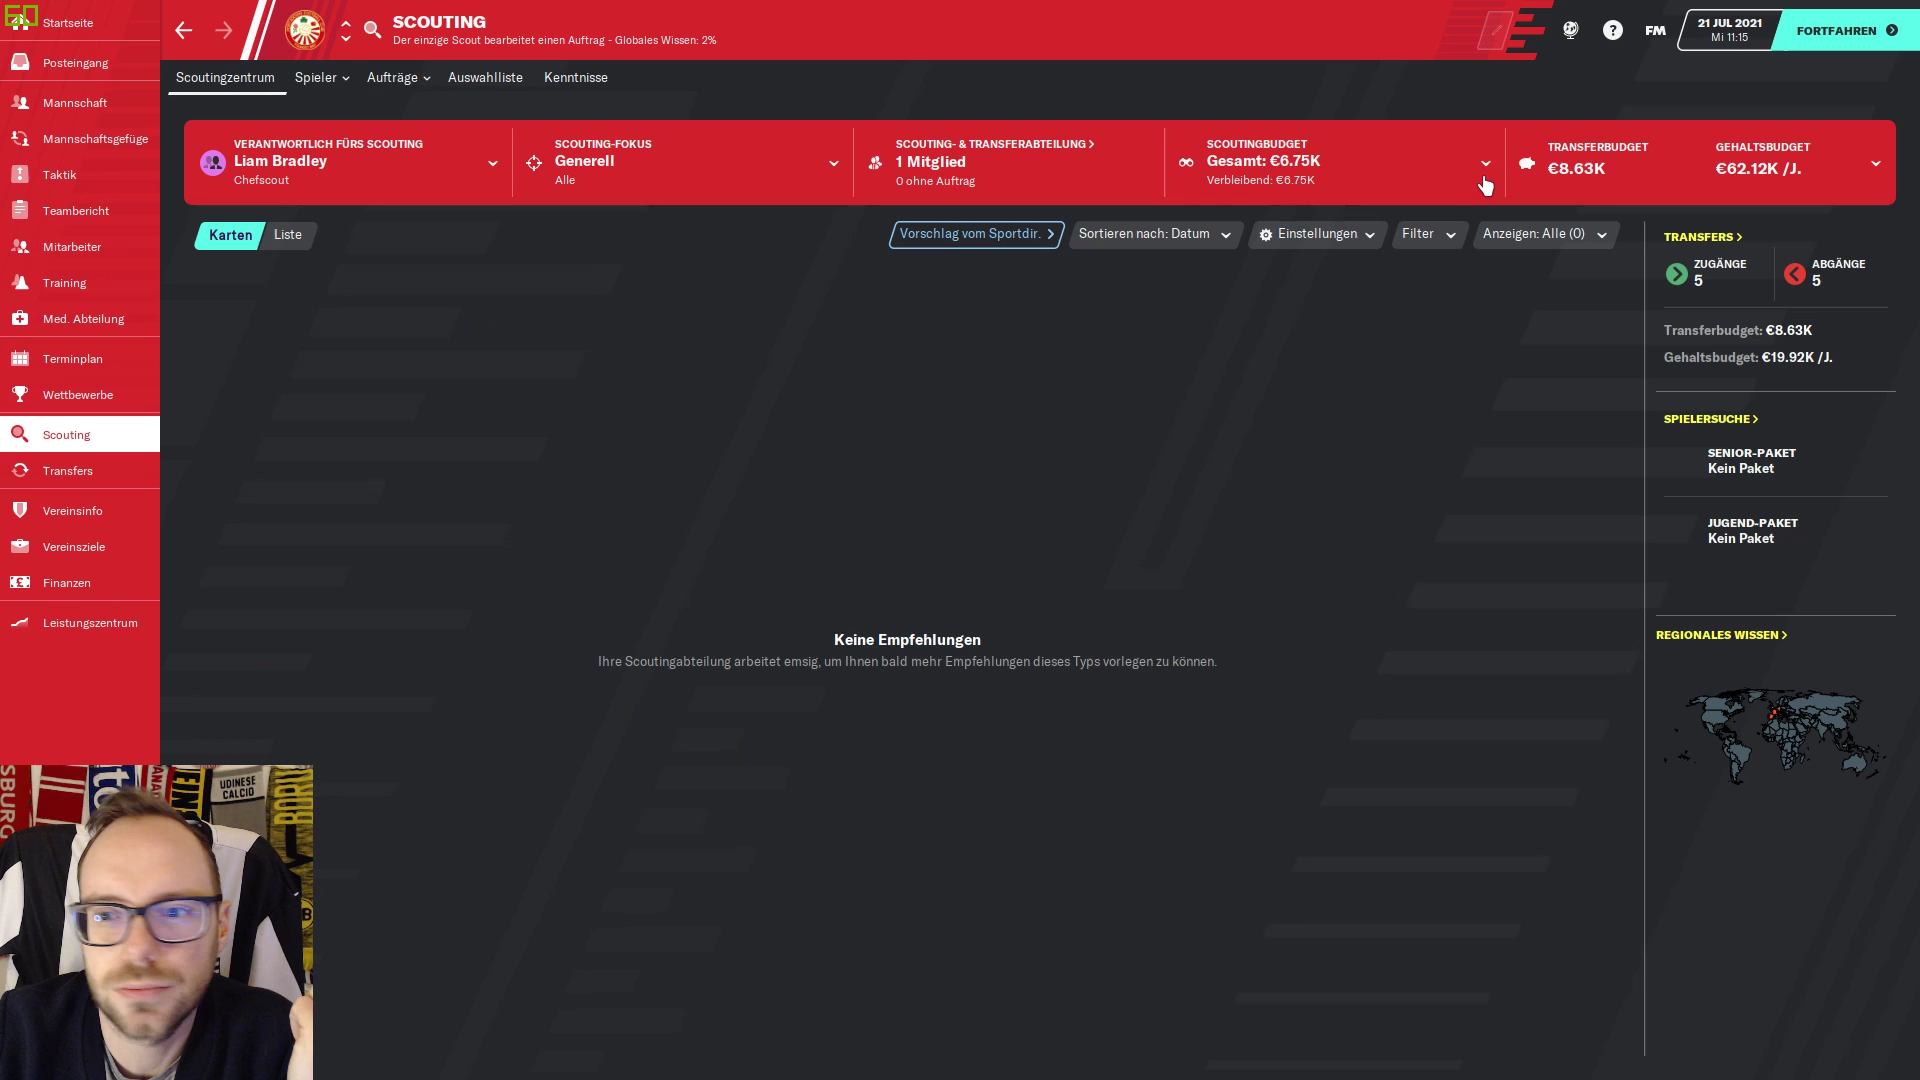 60
Startseite
Posteingang
Mannschaft
Mannschaftsgefüge
Taktik
Teambericht
Mitarbeiter
Training
Med. Abteilung
Terminplan
Wettbewerbe
Scouting
Transfers
Vereinsinfo
Vereinsziele
Finanzen
Leistungszentrum
SCOUTING
Der einzige Scout bearbeitet einen Auftrag - Globales Wissen: 2%
?
FM
21 JUL 2021
Mi 11:15
FORTFAHREN
Scoutingzentrum
Spieler
Aufträge
Auswahlliste
Kenntnisse
VERANTWORTLICH FÜRS SCOUTING
Liam Bradley
Chefscout
SCOUTING-FOKUS
Generell
Alle
SCOUTING- & TRANSFERABTEILUNG
1 Mitglied
0 ohne Auftrag
SCOUTINGBUDGET
Gesamt: €6.75K
Verbleibend: €6.75K
TRANSFERBUDGET
€8.63K
GEHALTSBUDGET
€62.12K /J.
Karten
Liste
Vorschlag vom Sportdir.
Sortieren nach: Datum
Einstellungen
Filter
Anzeigen: Alle (0)
Keine Empfehlungen
Ihre Scoutingabteilung arbeitet emsig, um Ihnen bald mehr Empfehlungen dieses Typs vorlegen zu können.
TRANSFERS
ZUGÄNGE
5
ABGÄNGE
5
Transferbudget: €8.63K
Gehaltsbudget: €19.92K /J.
SPIELERSUCHE
SENIOR-PAKET
Kein Paket
JUGEND-PAKET
Kein Paket
REGIONALES WISSEN
SBURG
UDINESE
CALCIO